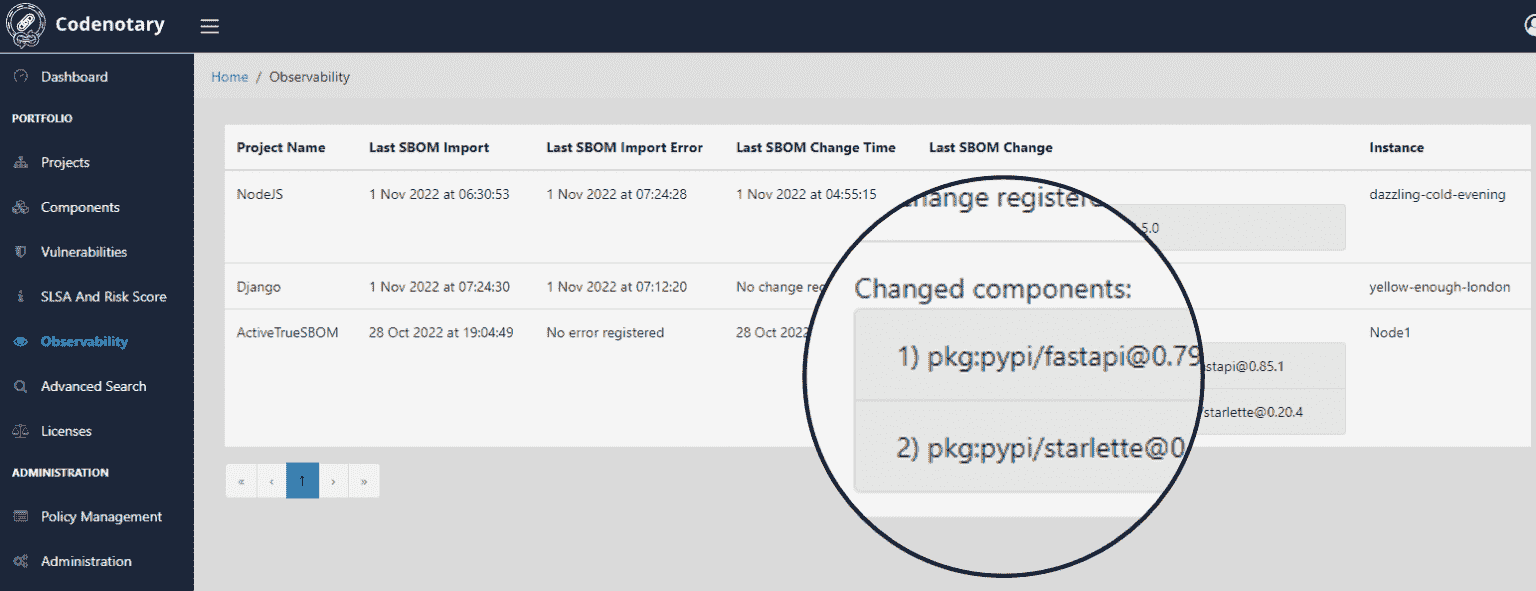 Codenotary
Dashboard
Home / Observability
PORTFOLIO
Projects
Components
Vulnerabilities
SLSA And Risk Score
Observability
Advanced Search
Licenses
ADMINISTRATION
Policy Management
Administration
Project Name Last SBOM Import Last SBOM Import Error Last SBOM Change Time Last SBOM Change Instance
NodeJS 1 Nov 2022 at 06:30:53 1 Nov 2022 at 07:24:28 1 Nov 2022 at 04:55:15 dazzling-cold-evening
hange registere
5.0
Django 1 Nov 2022 at 07:24:30 1 Nov 2022 at 07:12:20 No change reg yellow-enough-london
ActiveTrueSBOM 28 Oct 2022 at 19:04:49 No error registered 28 Oct 2022 Node1
Changed components:
1) pkg:pypi/fastapi@0.79
stapi@0.85.1
2) pkg:pypi/starlette@0
/starlette@0.20.4
« ‹ 1 › »